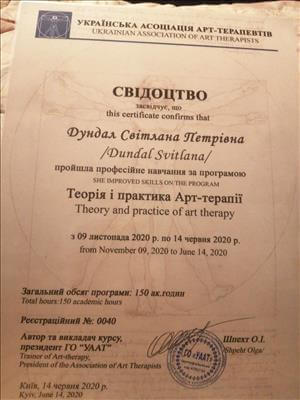 УКРАЇНСЬКА АСОЦІАЦІЯ АРТ-ТЕРАПЕВТІВ
UKRAINIAN ASSOCIATION OF ART THERAPISTS
СВІДОЦТВО
засвідчує, що
this certificate confirms that
Дундал Світлана Петрівна
/Dundal Svitlana/
пройшла професійне навчання за програмою
SHE IMPROVED SKILLS ON THE PROGRAM
Теорія і практика Арт-терапії
Theory and practice of art therapy
з 09 листопада 2020 р. по 14 червня 2020 р.
from November 09, 2020 to June 14, 2020
Загальний обсяг програми: 150 ак.годин
Total hours:150 academic hours
Реєстраційний №: 0040
Автор та викладач курсу,
президент ГО "УААТ"
Trainer of Art-therapy,
President of the Association of Art Therapists
Шпехт О.І.
/Shpeht Olga/
ГО «УААТ»
Київ, 14 червня 2020 р.
Kyiv, June 14, 2020